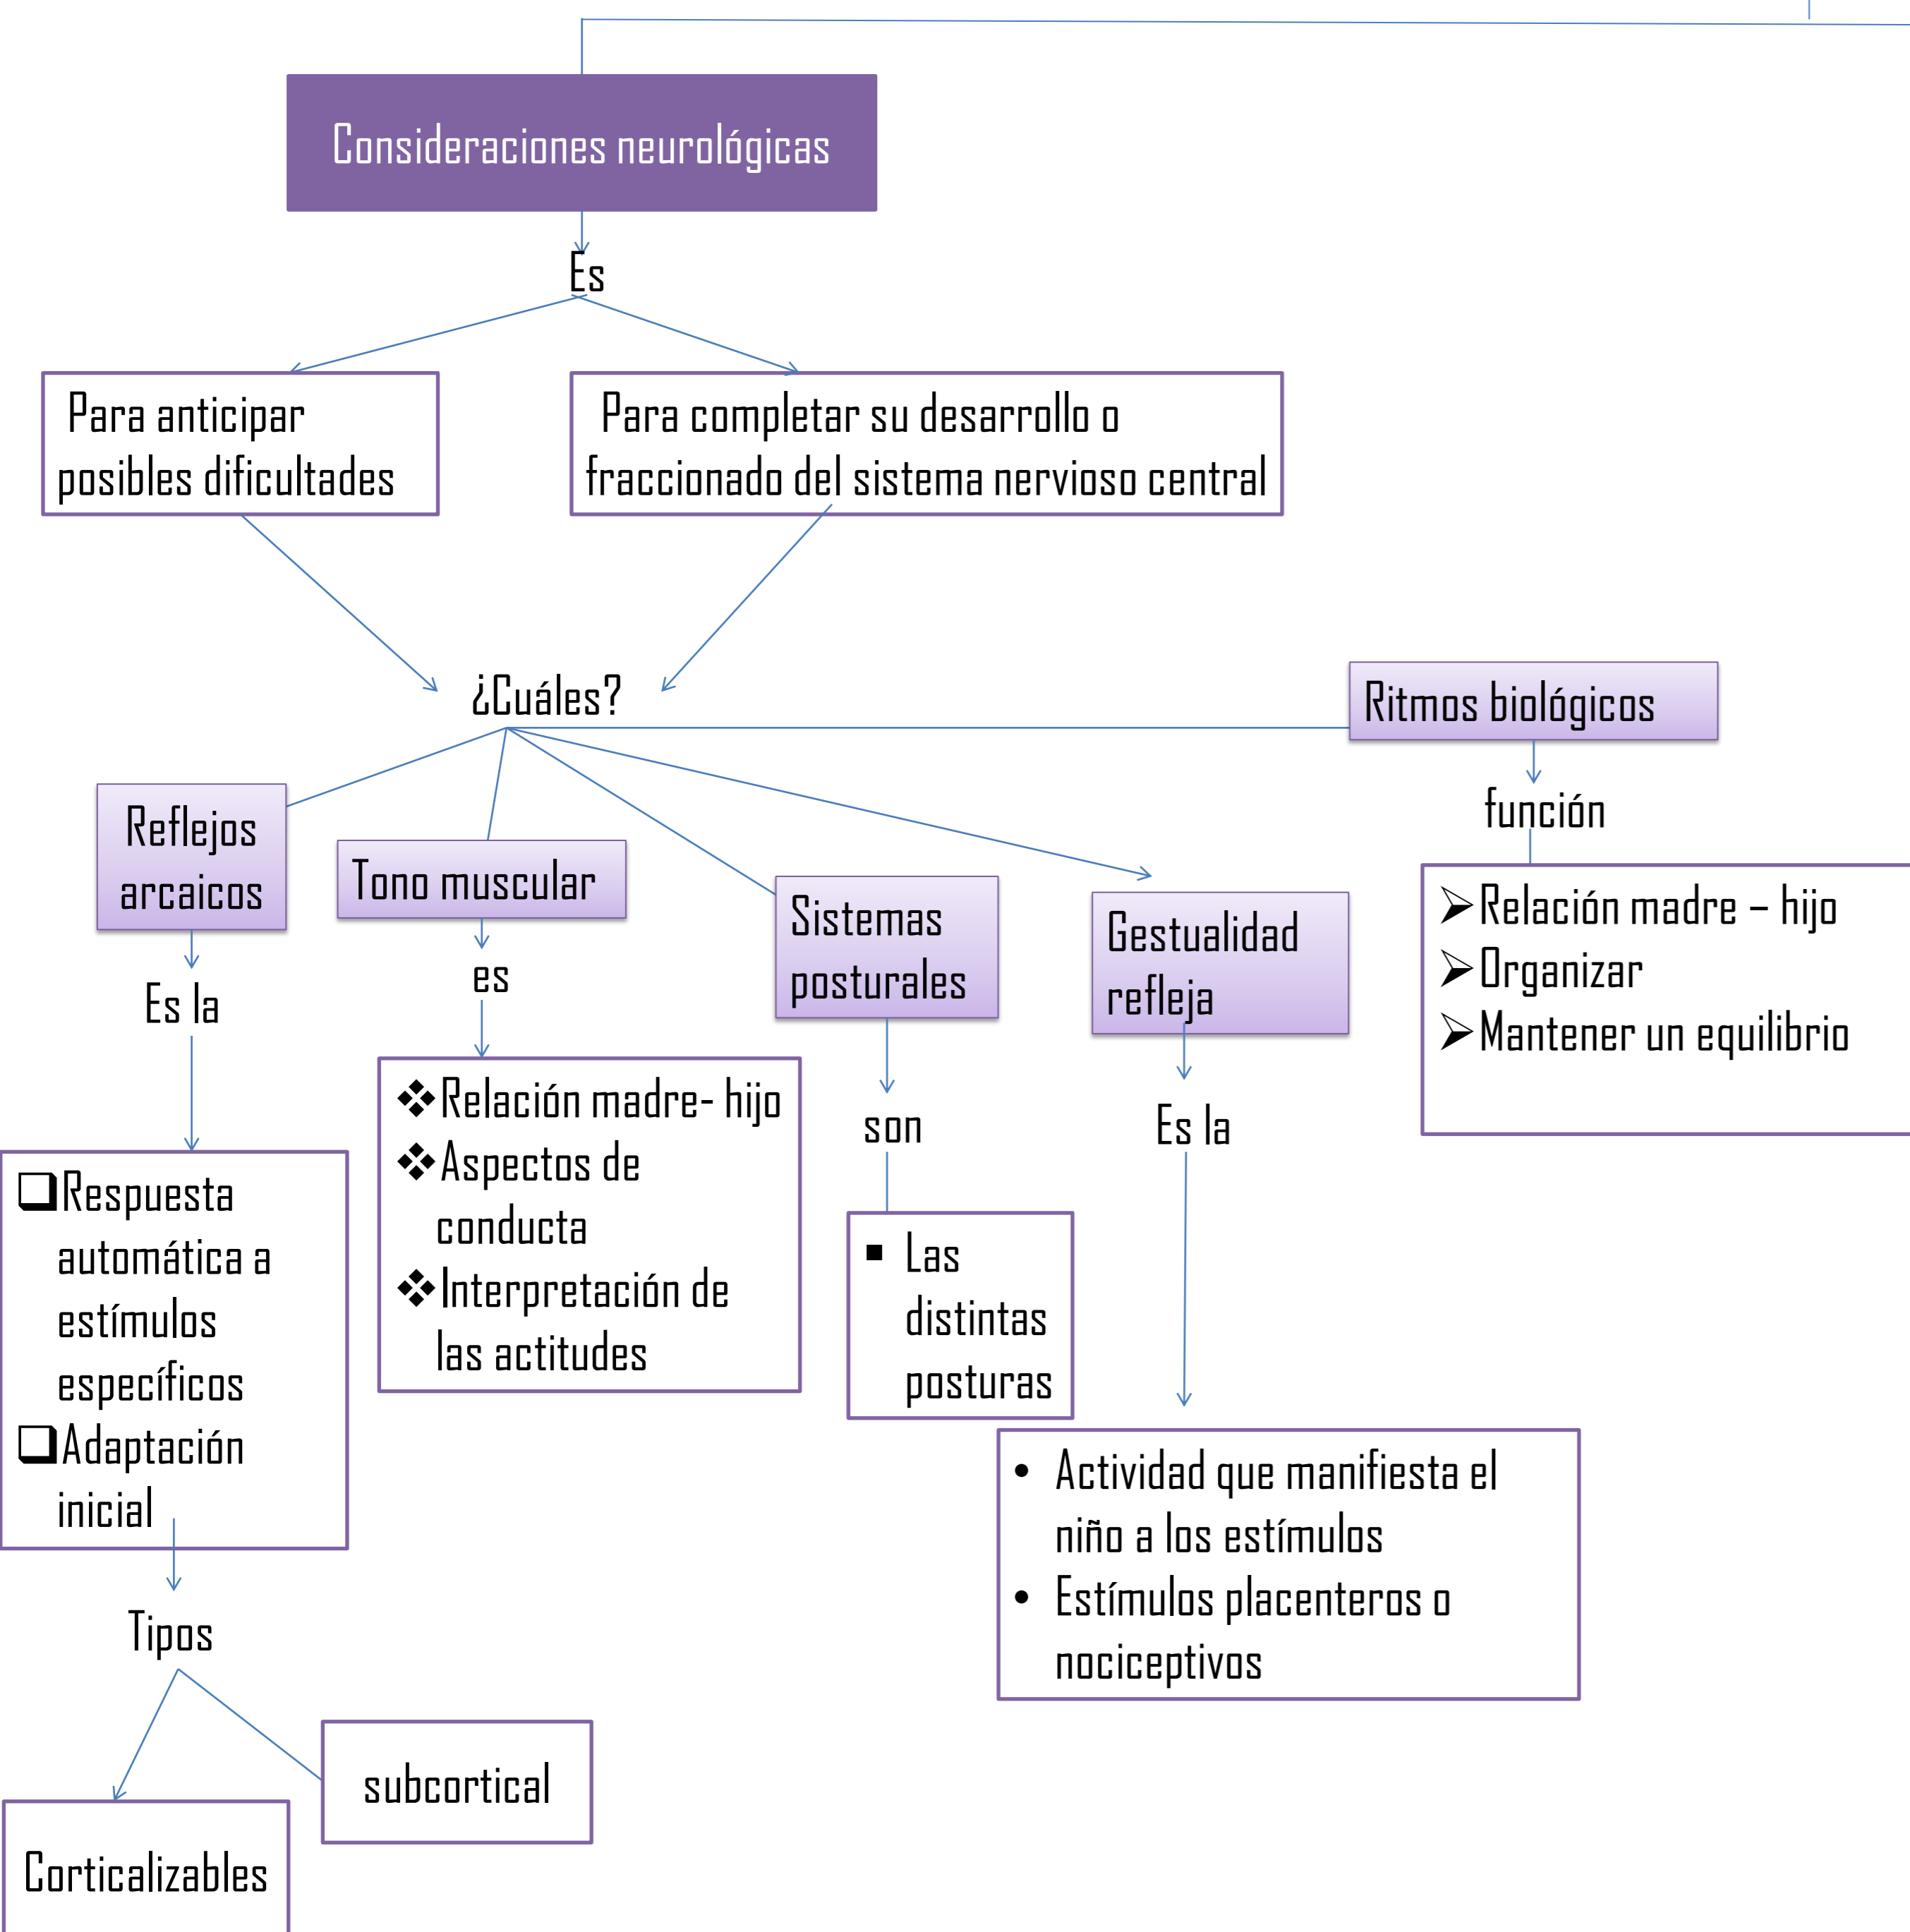 Consideraciones neurológicas
Es
Para anticipar
posibles dificultades
Para completar su desarrollo o
fraccionado del sistema nervioso central
¿Cuáles?
Ritmos biológicos
función
Relación madre – hijo
Organizar
Mantener un equilibrio
Reflejos
arcaicos
Es la
Respuesta
automática a
estímulos
específicos
Adaptación
inicial
Tipos
Corticalizables
subcortical
Tono muscular
es
Relación madre- hijo
Aspectos de
conducta
Interpretación de
las actitudes
Sistemas
posturales
son
Las
distintas
posturas
Gestualidad
refleja
Es la
Actividad que manifiesta el
niño a los estímulos
Estímulos placenteros o
nociceptivos